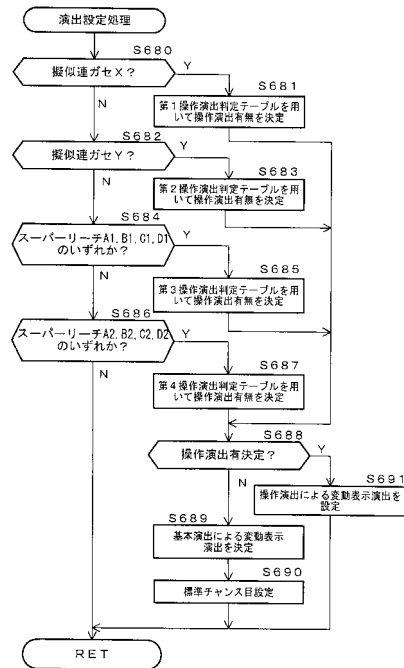 演出設定処理
S680
擬似連ガセX?
Y
N
S681
第1操作演出判定テーブルを用
いて操作演出有無を決定
S682
擬似連ガセY?
Y
N
S683
第2操作演出判定テーブルを用
いて操作演出有無を決定
S684
スーパーリーチA1,B1,C1,D1
のいずれか?
Y
N
S685
第3操作演出判定テーブルを用
いて操作演出有無を決定
S686
スーパーリーチA2,B2,C2,D2
のいずれか?
Y
N
S687
第4操作演出判定テーブルを用
いて操作演出有無を決定
S688
操作演出有決定?
Y
N
S691
操作演出による変動表示演出を
設定
S689
基本演出による変動表示
演出を決定
S690
標準チャンス目設定
RET